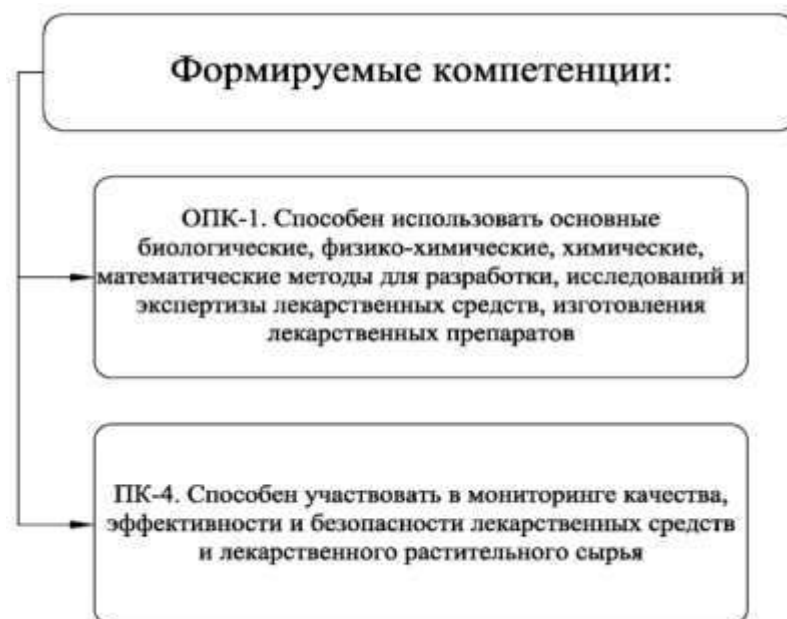 Формируемые компетенции:
ОПК-1. Способен использовать основные
биологические, физико-химические, химические,
математические методы для разработки, исследований и
экспертизы лекарственных средств, изготовления
лекарственных препаратов
ПК-4. Способен участвовать в мониторинге качества,
эффективности и безопасности лекарственных средств
и лекарственного растительного сырья